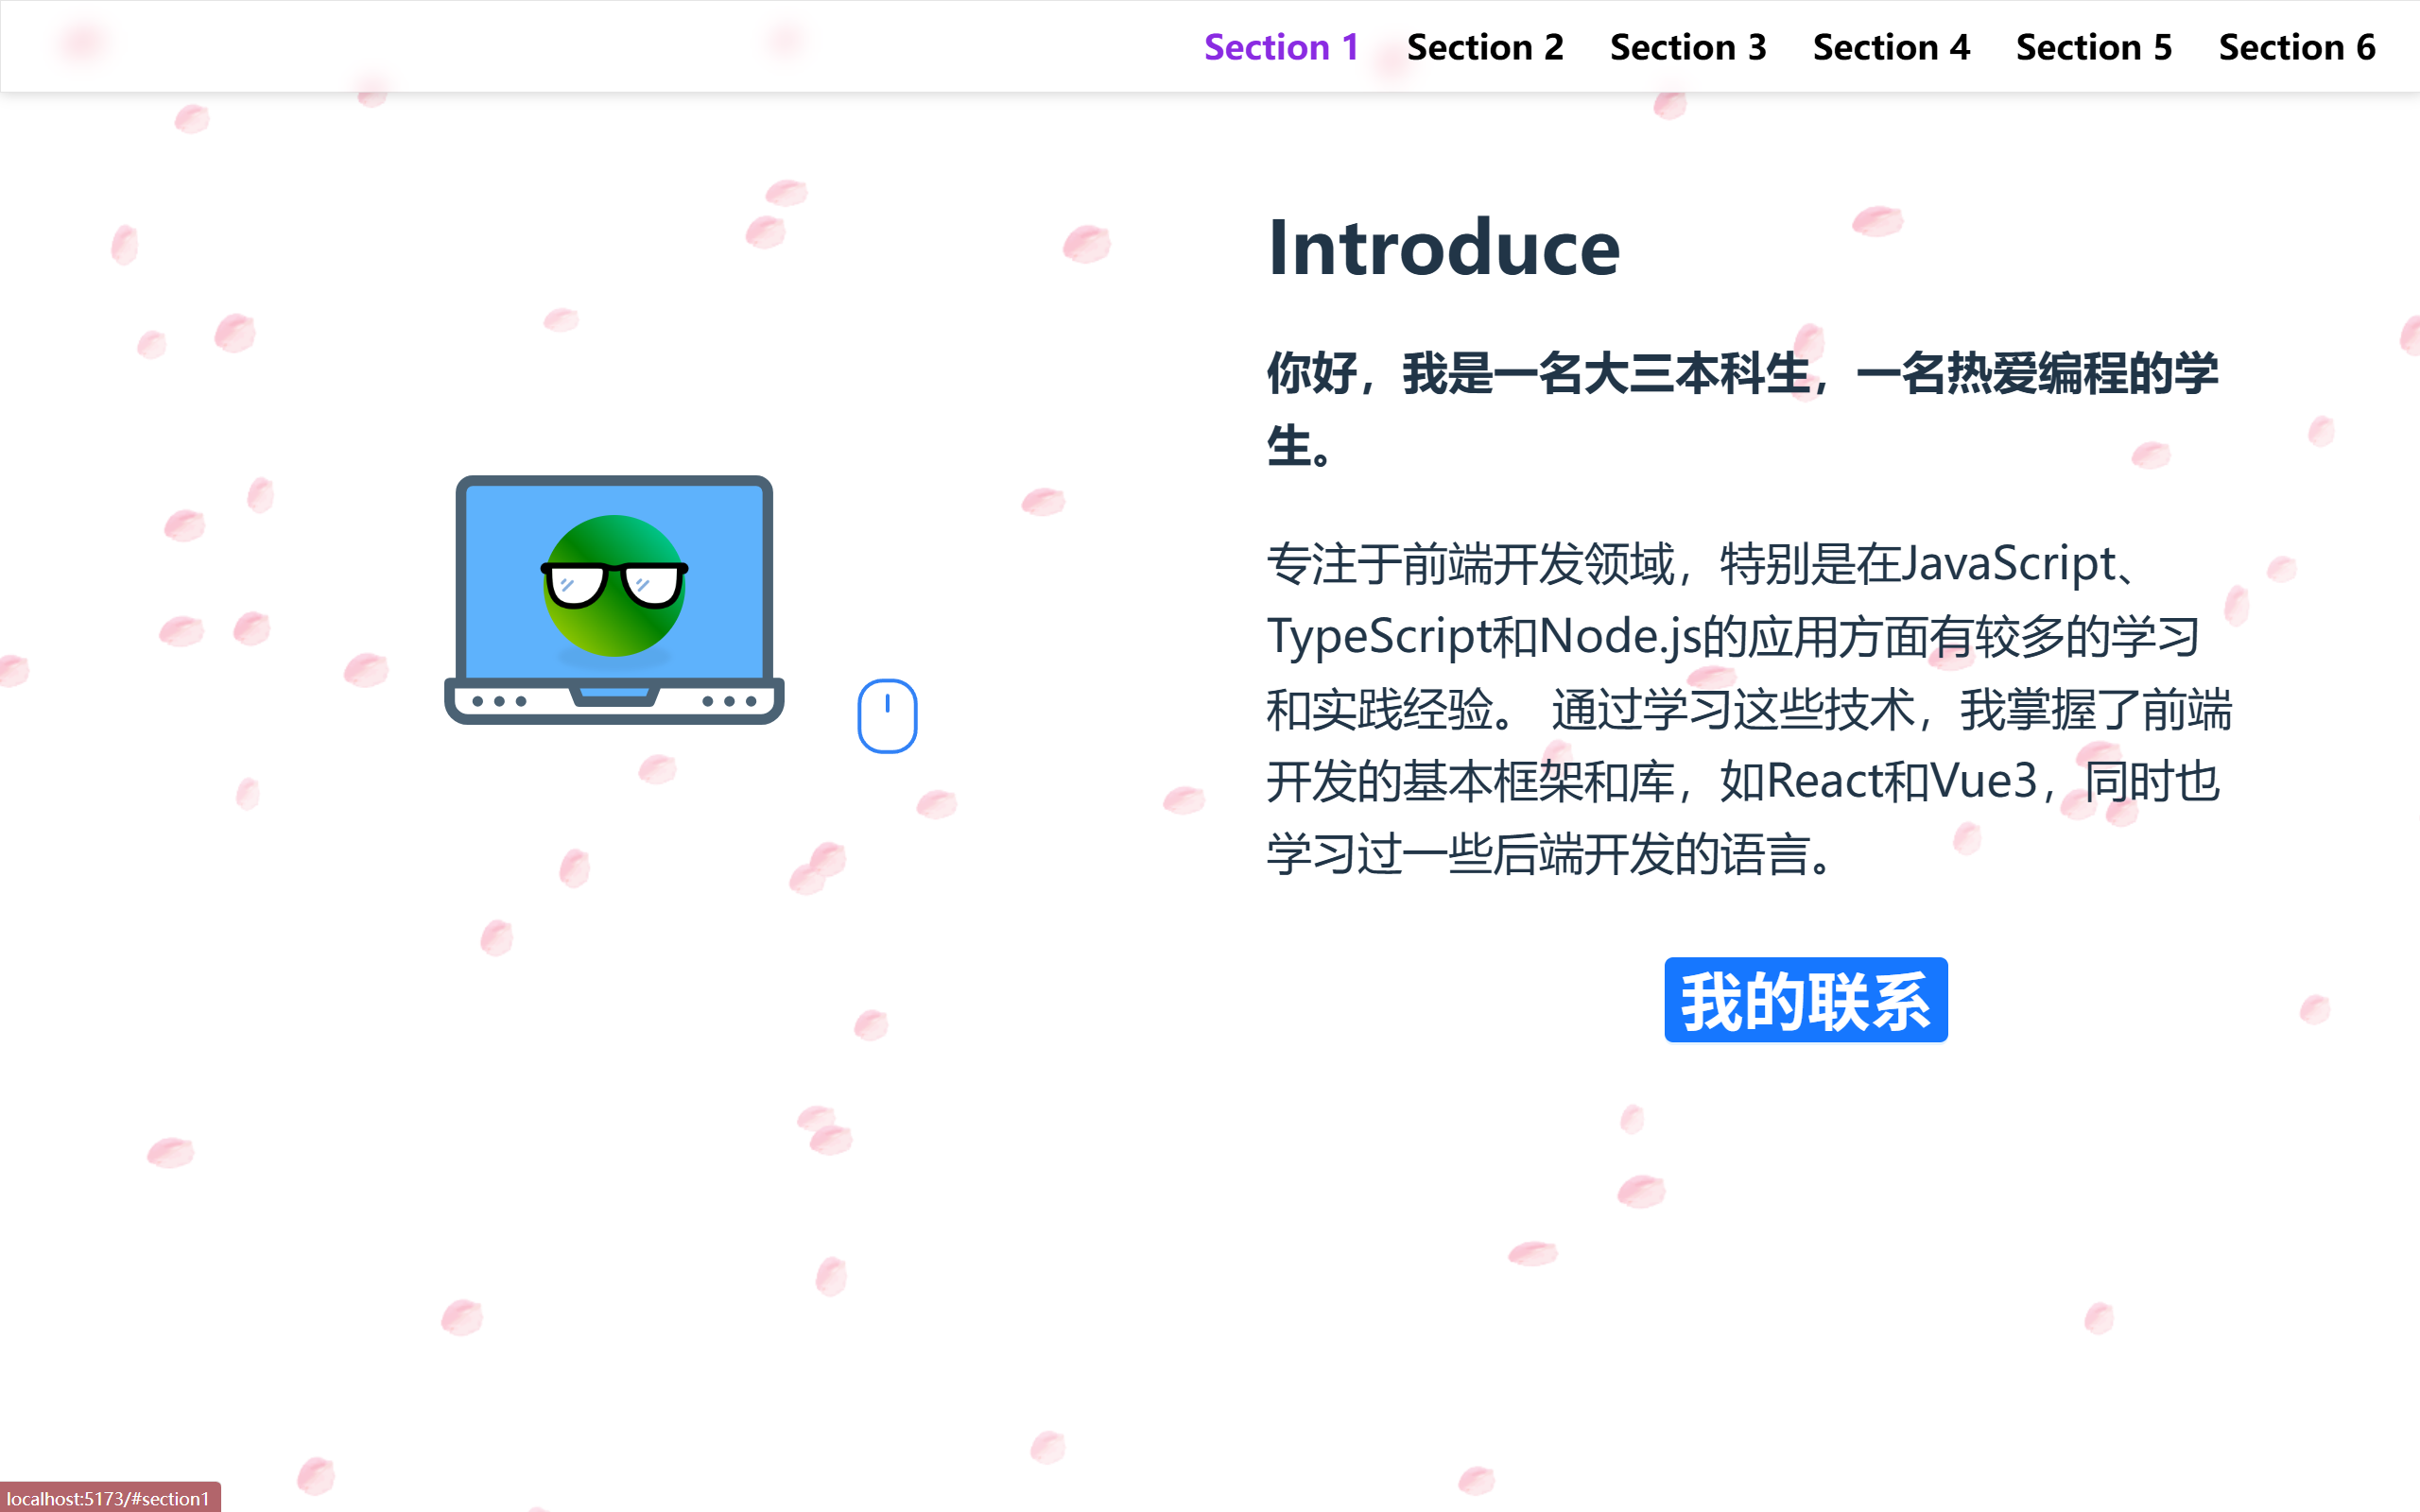 Section 1 Section 2 Section 3 Section 4 Section 5 Section 6
Introduce
你好，我是一名大三本科生，一名热爱编程的学
生。
专注于前端开发领域，特别是在JavaScript、
TypeScript和Node.js的应用方面有较多的学习
和实践经验。 通过学习这些技术，我掌握了前端
开发的基本框架和库，如React和Vue3，同时也
学习过一些后端开发的语言。
我的联系
localhost:5173/#section1